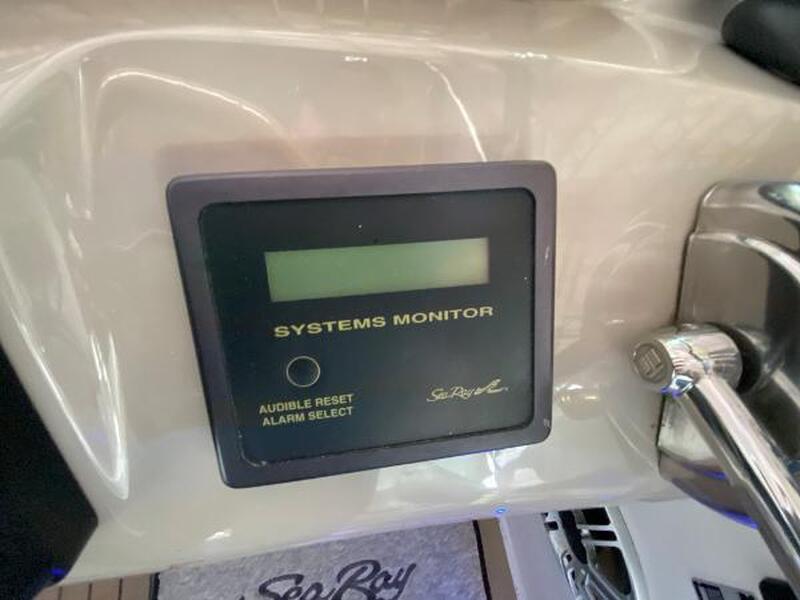 SYSTEMS MONITOR
AUDIBLE RESET
ALARM SELECT
Sea Ray
Sea Ray